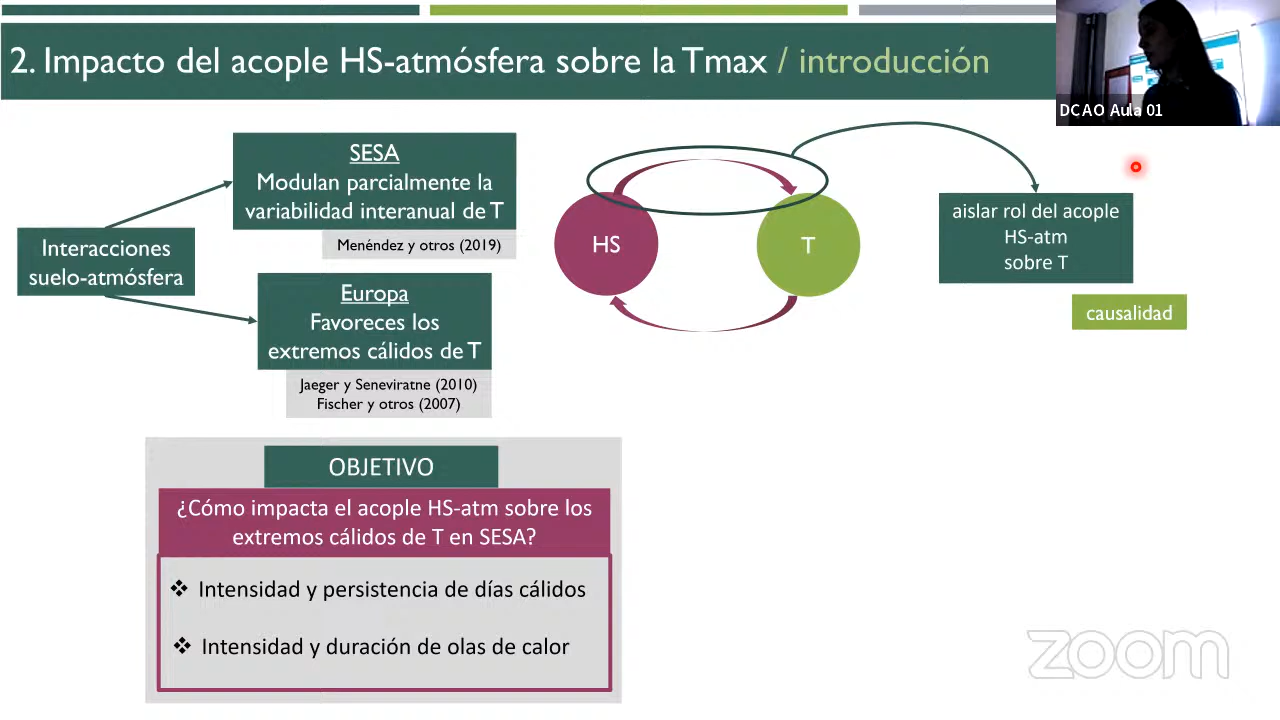 2. Impacto del acople HS-atmósfera sobre la Tmax / introducción
DCAO Aula 01
SESA
Modulan parcialmente la
variabilidad interanual de T
Menéndez y otros (2019)
Interacciones
suelo-atmósfera
Europa
Favoreces los
extremos cálidos de T
Jaeger y Seneviratne (2010)
Fischer y otros (2007)
HS
T
aislar rol del acople
HS-atm
sobre T
causalidad
OBJETIVO
¿Cómo impacta el acople HS-atm sobre los
extremos cálidos de T en SESA?
❖ Intensidad y persistencia de días cálidos
❖ Intensidad y duración de olas de calor
zoom